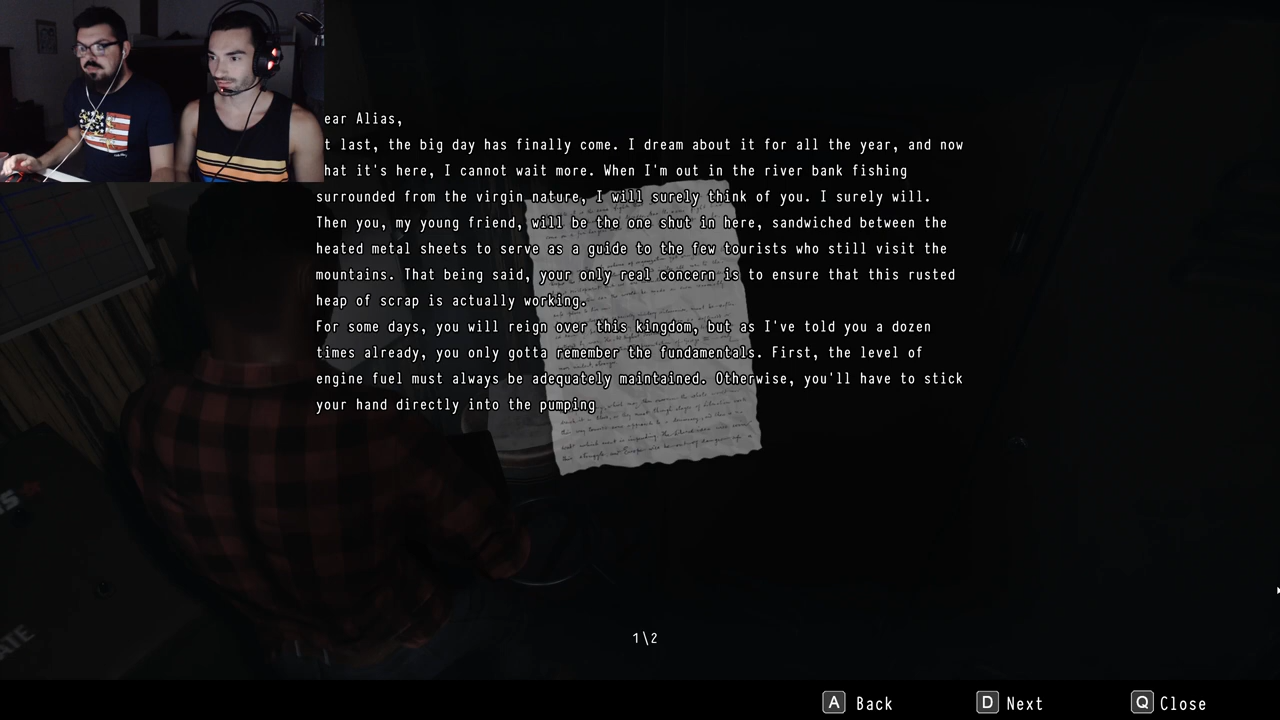 ear Alias,
t last, the big day has finally come. I dream about it for all the year, and now
hat it's here, I cannot wait more. When I'm out in the river bank fishing
surrounded from the virgin nature, I will surely think of you. I surely will.
Then you, my young friend, will be the one shut in here, sandwiched between the
heated metal sheets to serve as a guide to the few tourists who still visit the
mountains. That being said, your only real concern is to ensure that this rusted
heap of scrap is actually working.
For some days, you will reign over this kingdom, but as I've told you a dozen
times already, you only gotta remember the fundamentals. First, the level of
engine fuel must always be adequately maintained. Otherwise, you'll have to stick
your hand directly into the pumping
1\2
A Back
D Next
Q Close